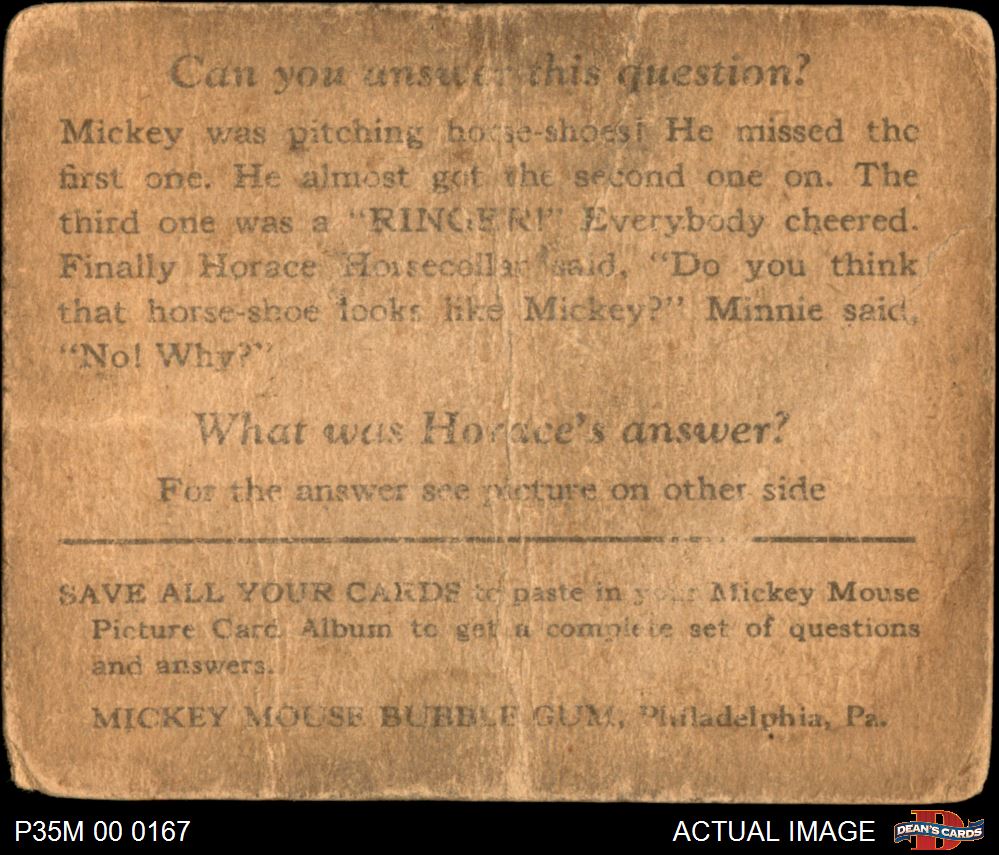 Can you answer this question?
Mickey was pitching horse-shoes! He missed the
first one. He almost got the second one on. The
third one was a “RINGER!” Everybody cheered.
Finally Horace Horsecollar said, “Do you think
that horse-shoe looks like Mickey?” Minnie said,
“No! Why?”
What was Horace's answer?
For the answer see picture on other side
SAVE ALL YOUR CARDS to paste in your Mickey Mouse
Picture Card Album to get a complete set of questions
and answers.
MICKEY MOUSE BUBBLE GUM, Philadelphia, Pa.
P35M 00 0167
ACTUAL IMAGE
D
DEAN'S CARDS